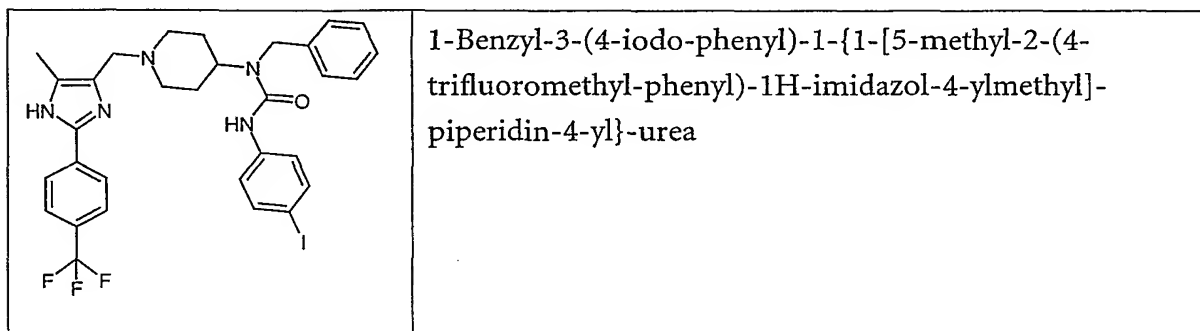 1-Benzyl-3-(4-iodo-phenyl)-1-{1-[5-methyl-2-(4-
trifluoromethyl-phenyl)-1H-imidazol-4-ylmethyl]-
piperidin-4-yl}-urea
N
N
O
HN
N
HN
I
F
F
F